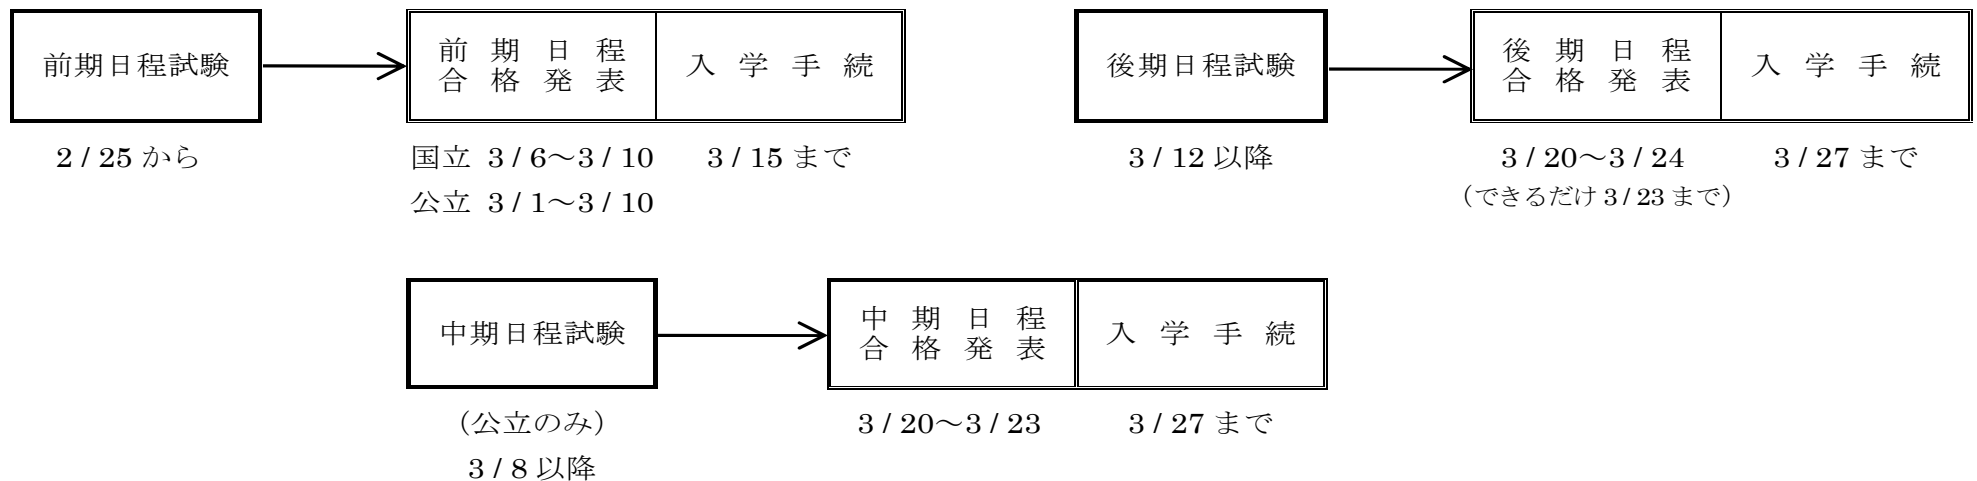 前期日程試験
前期日程
合格発表
入学手続
2 / 25 から
国立 3 / 6～3 / 10
公立 3 / 1～3 / 10
3 / 15 まで
後期日程試験
後期日程
合格発表
入学手続
3 / 12 以降
3 / 20～3 / 24
（できるだけ 3 / 23 まで）
3 / 27 まで
中期日程試験
中期日程
合格発表
入学手続
（公立のみ）
3 / 8 以降
3 / 20～3 / 23
3 / 27 まで